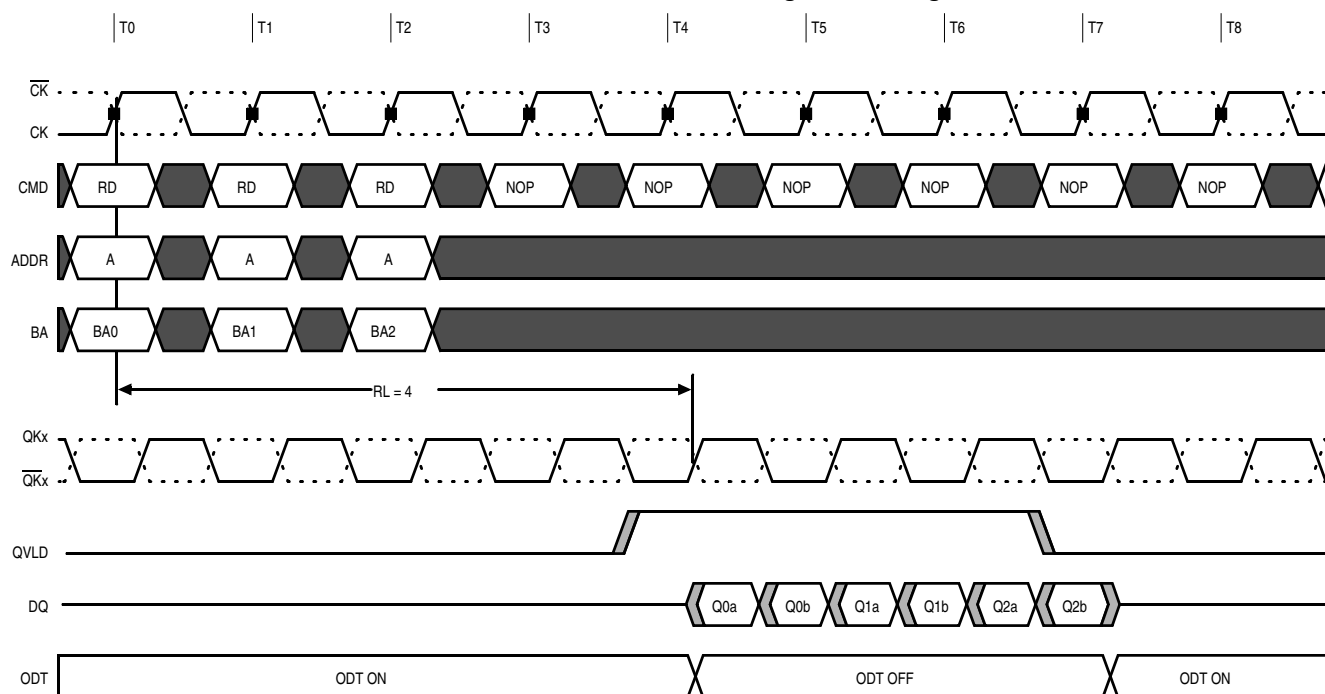 T0 T1 T2 T3 T4 T5 T6 T7 T8
CK
CK
CMD RD RD RD NOP NOP NOP NOP NOP NOP
ADDR A A A
BA BA0 BA1 BA2
RL = 4
QKx
QKx
QVLD
DQ Q0a Q0b Q1a Q1b Q2a Q2b
ODT ODT ON ODT OFF ODT ON